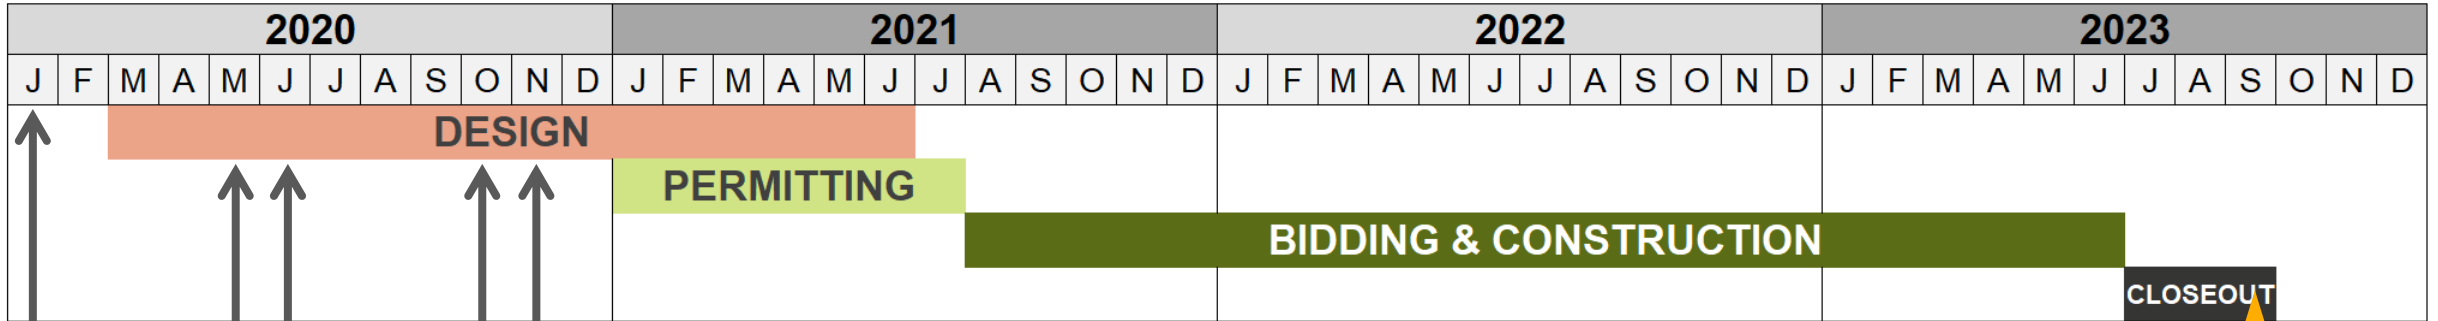 2020 2021 2022 2023
J F M A M J J A S O N D J F M A M J J A S O N D J F M A M J J A S O N D J F M A M J J A S O N D
DESIGN
PERMITTING
BIDDING & CONSTRUCTION
CLOSEOUT